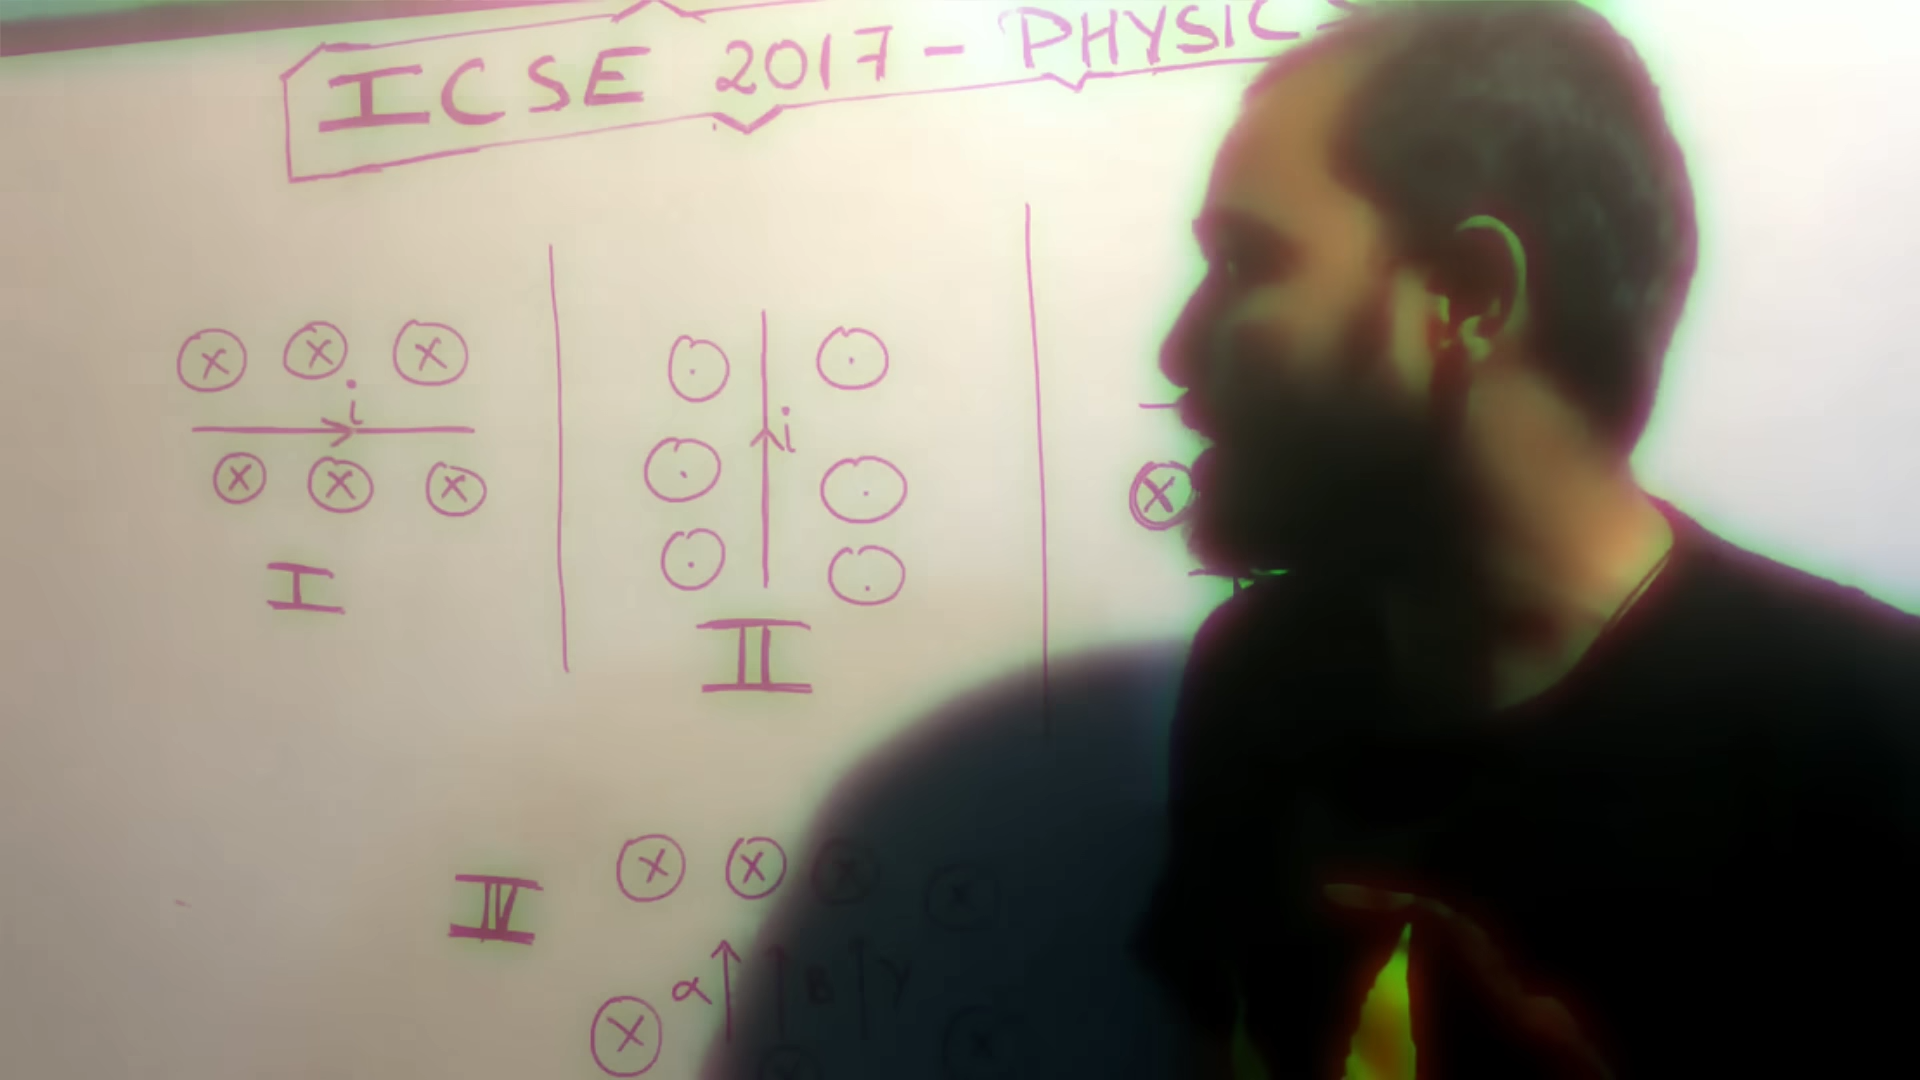 ICSE 2017 - PHYSIC
i
i
I
II
IV
α β γ